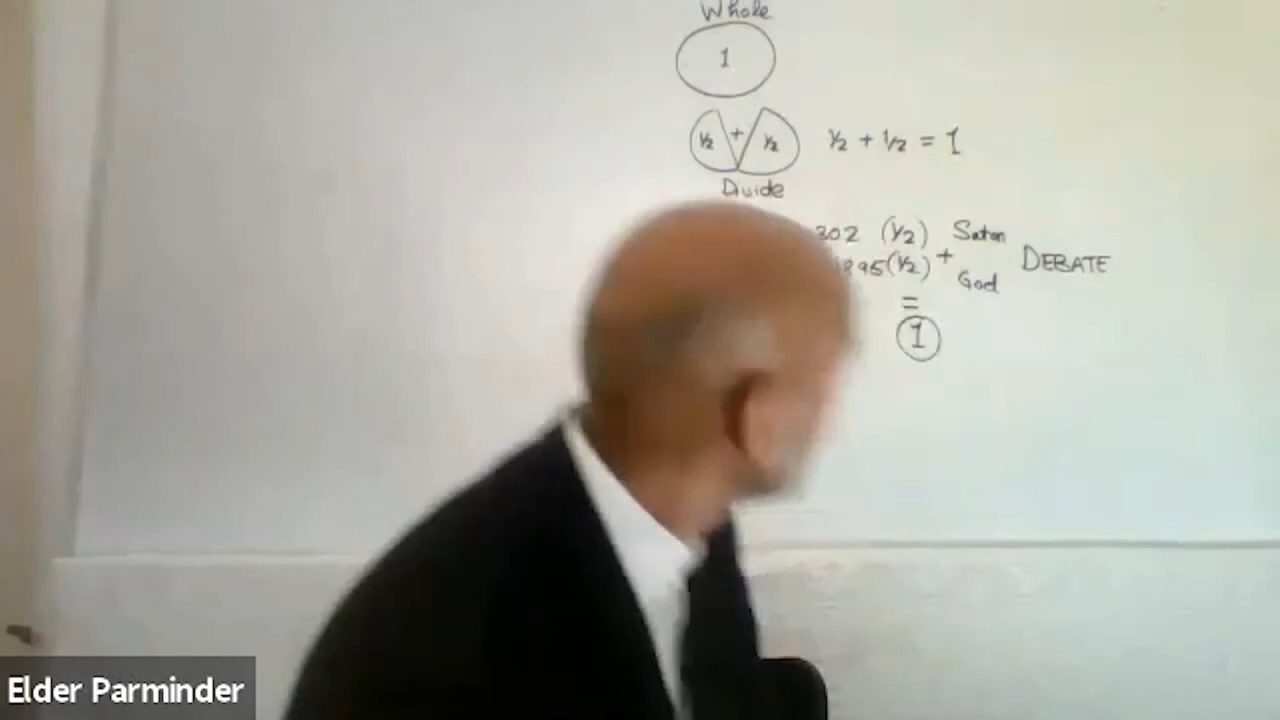 Whole
1
½ + ½ ½ + ½ = 1
Divide
302 (½) Satan
895 (½) + God DEBATE
=
1
Elder Parminder